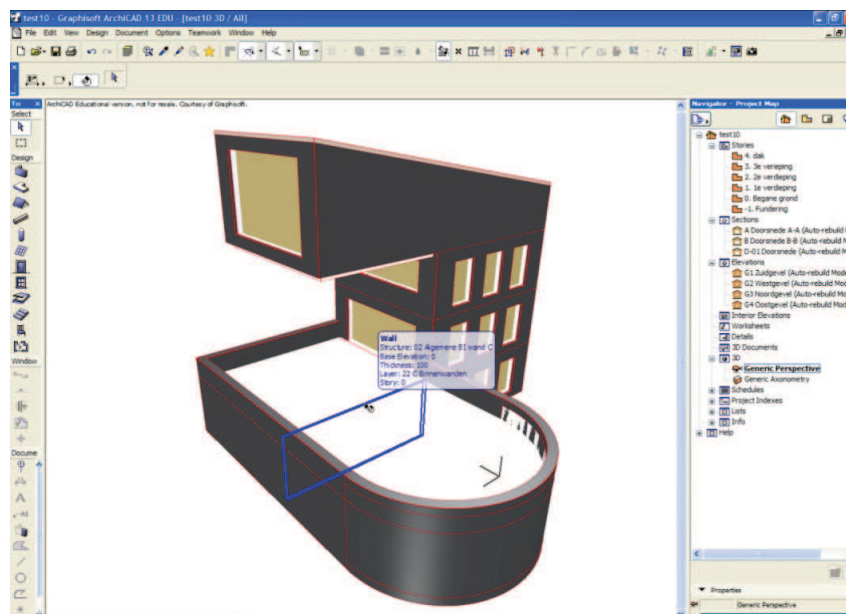 test10 - Graphisoft ArchiCAD 13 EDU - [test10 3D / All]
File Edit View Design Document Options Teamwork Window Help
To
Select
ArchiCAD Educational version, not for resale. Courtesy of Graphisoft.
Design
Window
Docume
Wall
Structure: 02 Algemene BI wand C
Base Elevation: 0
Thickness: 100
Layer: 22 C Binnenwanden
Story: 0
Navigator - Project Map
test10
Stories
4. dak
3. 3e verieping
2. 2e verdieping
1. 1e verdieping
0. Begane grond
-1. Fundering
Sections
A Doorsnede A-A (Auto-rebuild
B Doorsnede B-B (Auto-rebuild M
D-01 Doorsnede (Auto-rebuild M
Elevations
G1 Zuidgevel (Auto-rebuild Mode
G2 Westgevel (Auto-rebuild Mod
G3 Noordgevel (Auto-rebuild Mo
G4 Oostgevel (Auto-rebuild Mod
Interior Elevations
Worksheets
Details
3D Documents
3D
Generic Perspective
Generic Axonometry
Schedules
Project Indexes
Lists
Info
Help
Properties
Generic Perspective